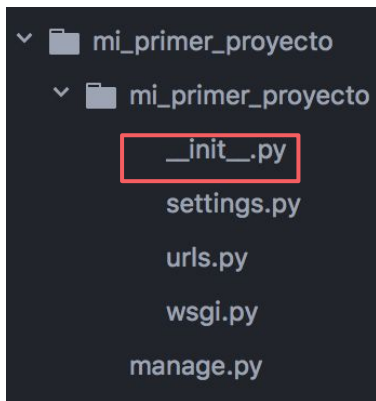 mi_primer_proyecto
mi_primer_proyecto
__init__.py
settings.py
urls.py
wsgi.py
manage.py